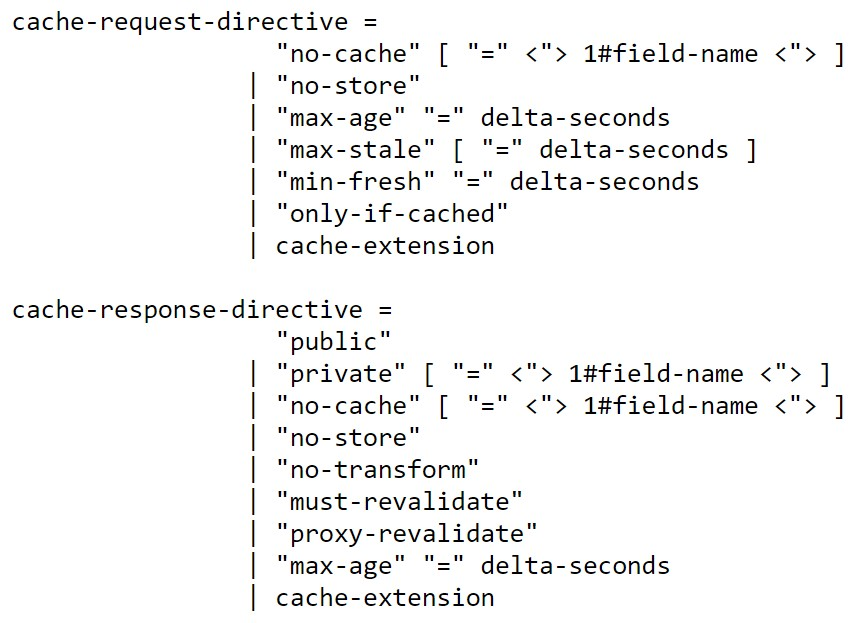 cache-request-directive =
"no-cache" [ "=" <"> 1#field-name <"> ]
| "no-store"
| "max-age" "=" delta-seconds
| "max-stale" [ "=" delta-seconds ]
| "min-fresh" "=" delta-seconds
| "only-if-cached"
| cache-extension
cache-response-directive =
"public"
| "private" [ "=" <"> 1#field-name <"> ]
| "no-cache" [ "=" <"> 1#field-name <"> ]
| "no-store"
| "no-transform"
| "must-revalidate"
| "proxy-revalidate"
| "max-age" "=" delta-seconds
| cache-extension